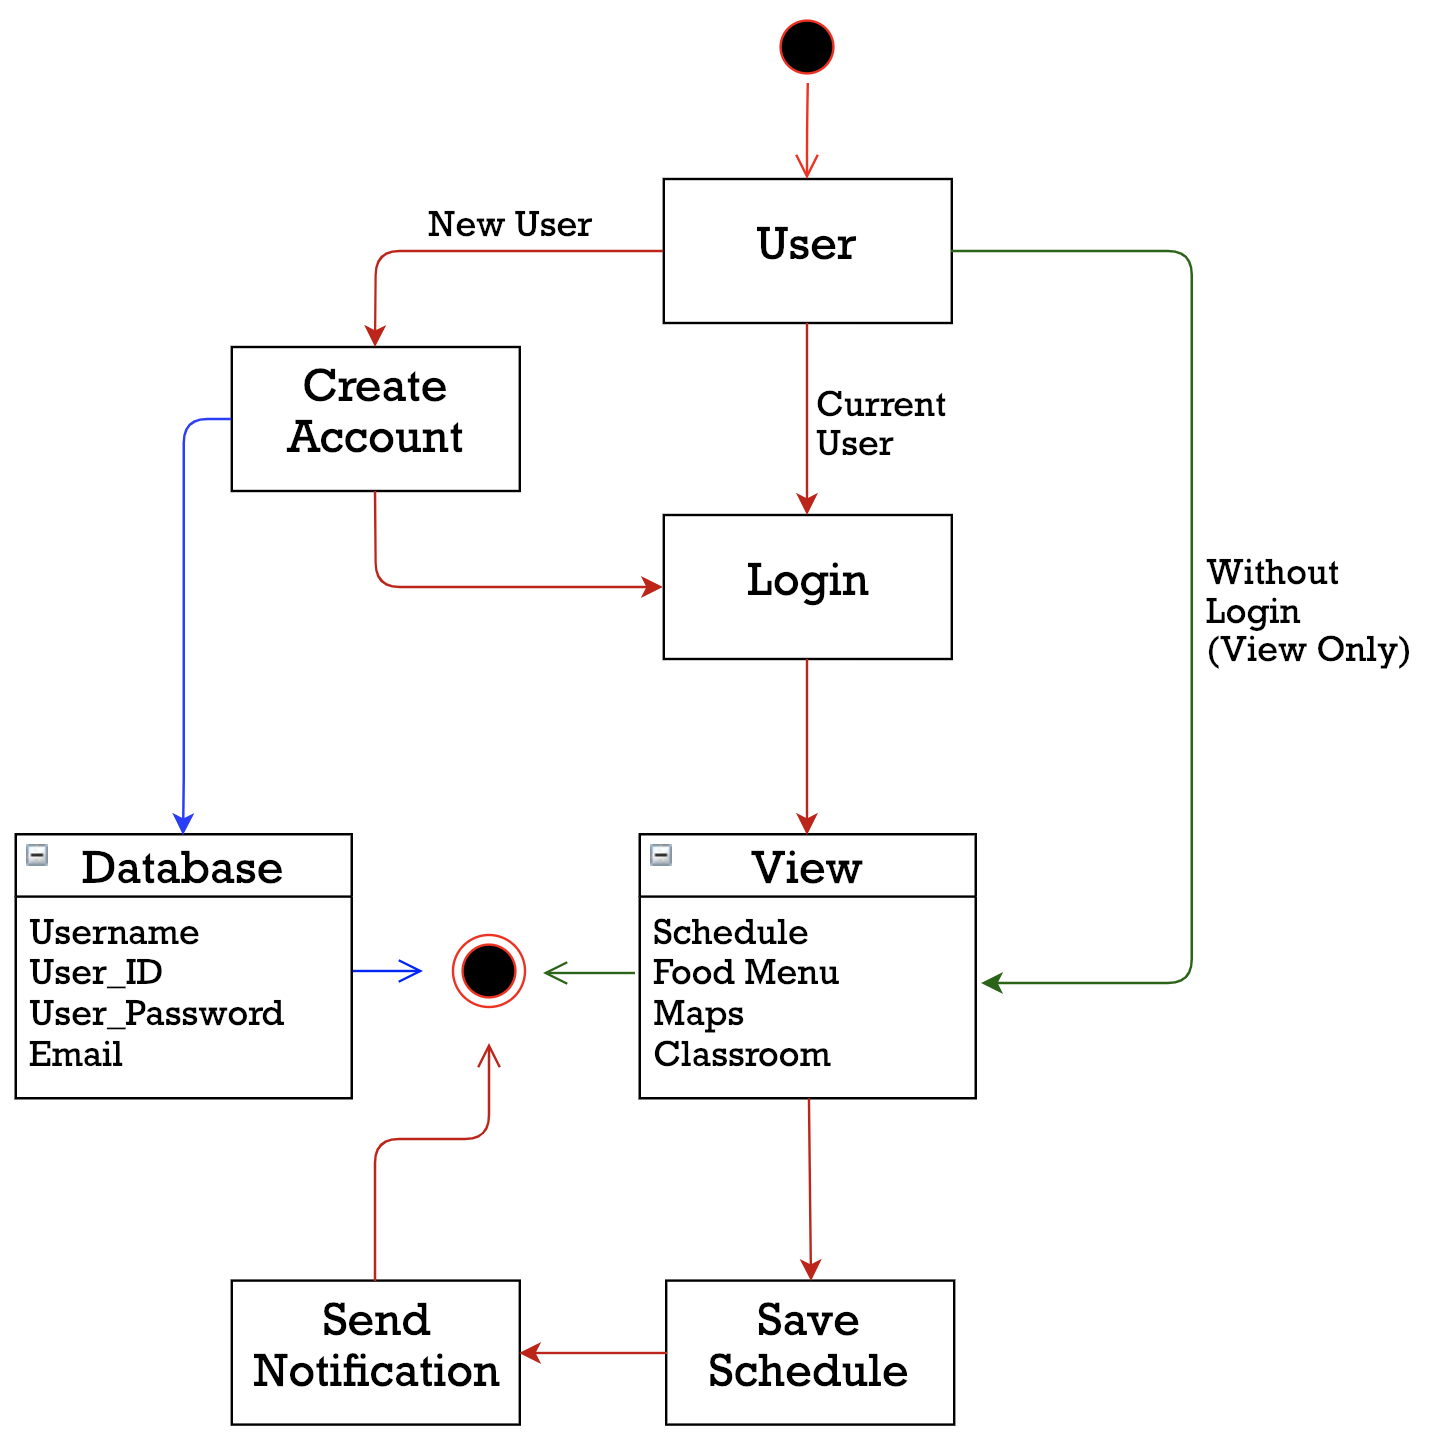 User
New User
Create
Account
Current
User
Login
Without
Login
(View Only)
Database
Username
User_ID
User_Password
Email
View
Schedule
Food Menu
Maps
Classroom
Send
Notification
Save
Schedule